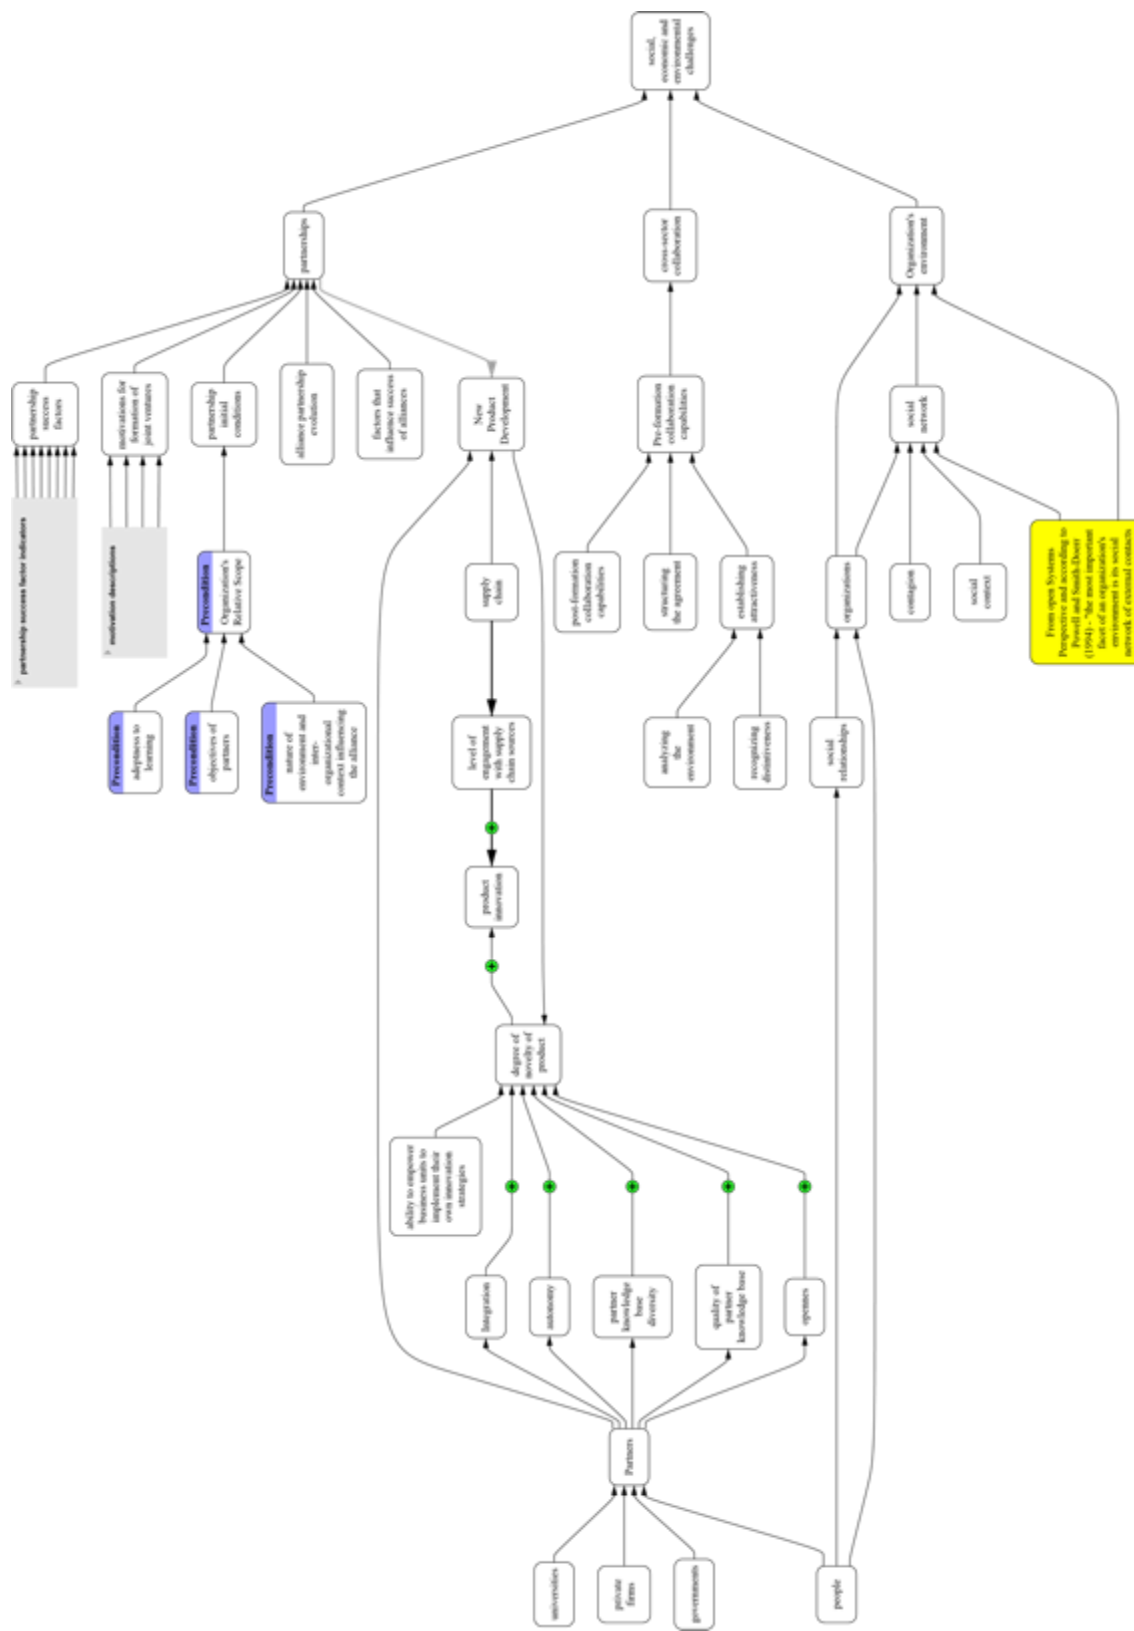 social,
economic and
environmental
challenges
partnerships
cross-sector
collaboration
Organization's
environment
partnership
success
factors
motivations for
formation of
joint ventures
partnership
initial
conditions
alliance partnership
evolution
factors that
influence success
of alliances
New
Product
Development
Pre-formation
collaboration
capabilities
social
network
partnership success factor indicators
motivation descriptions
Precondition
Organization's
Relative Scope
supply
chain
post-formation
collaboration
capabilities
structuring
the agreement
establishing
attractiveness
organizations
contagion
social
context
From open Systems
Perspective and according to
Powell and Smith-Doerr
(1994) - "the most important
facet of an organization's
environment is its social
network of external contacts
Precondition
adeptness to
learning
Precondition
objectives of
partners
Precondition
nature of
environment and
inter-
organizational
context influencing
the alliance
level of
engagement
with supply
chain sources
analyzing
the
environment
recognizing
distintiveness
social
relationships
product
innovation
degree of
novelty of
product
ability to empower
business units to
implement their
own innovation
strategies
Integration
autonomy
partner
knowledge
base
diversity
quality of
partner
knowledge base
opennes
Partners
universities
private
firms
governments
people